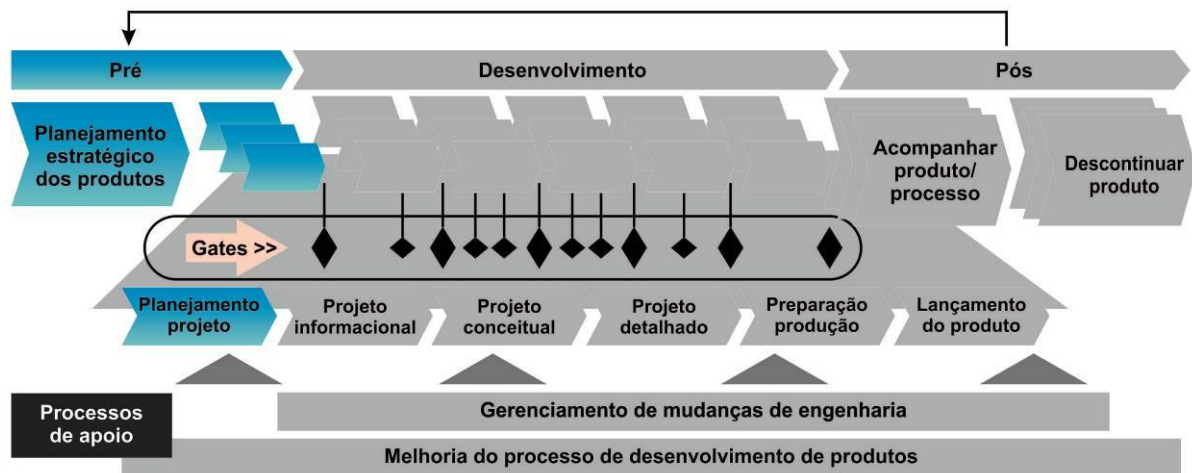 Pré
Desenvolvimento
Pós
Planejamento
estratégico
dos produtos
Acompanhar
produto/
processo
Descontinuar
produto
Gates >>
Planejamento
projeto
Projeto
informacional
Projeto
conceitual
Projeto
detalhado
Preparação
produção
Lançamento
do produto
Processos
de apoio
Gerenciamento de mudanças de engenharia
Melhoria do processo de desenvolvimento de produtos